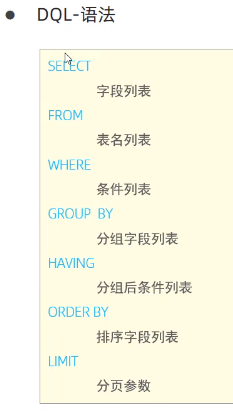 DQL-语法
SELECT
字段列表
FROM
表名列表
WHERE
条件列表
GROUP BY
分组字段列表
HAVING
分组后条件列表
ORDER BY
排序字段列表
LIMIT
分页参数